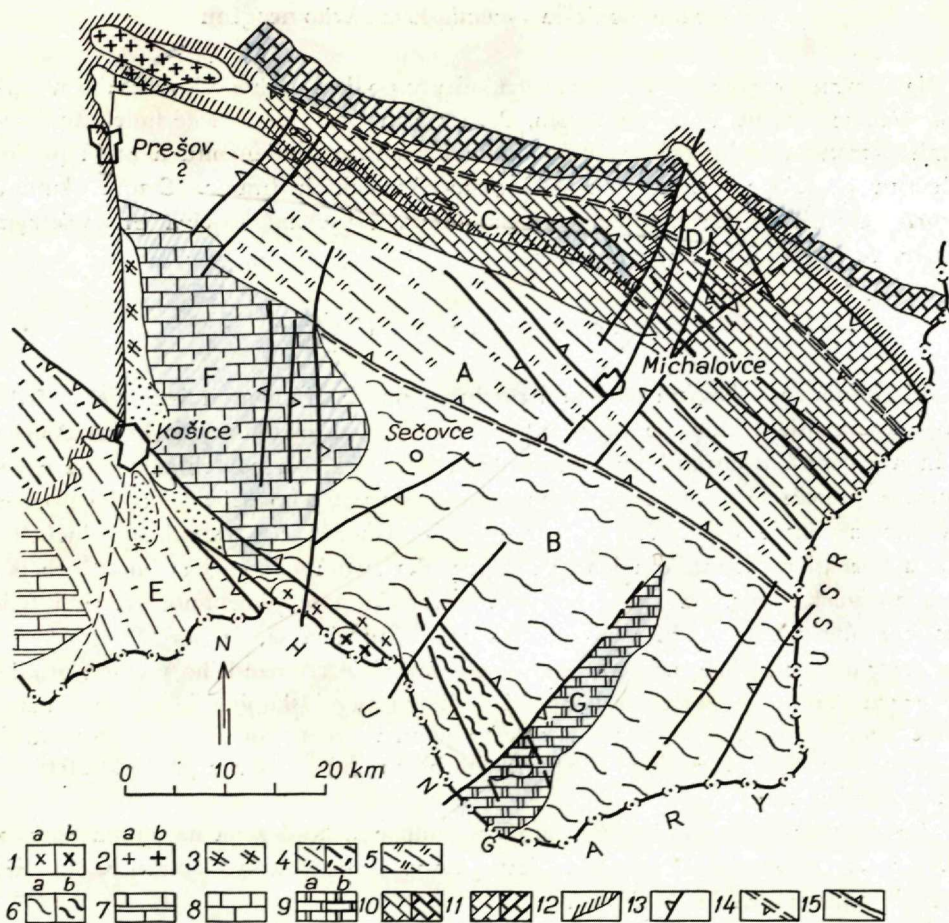 Prešov
?
C
D
Michalovce
F
A
Košice
Sečovce
B
E
G
N
H U N G A R Y
U S S R
0 10 20 km
a b a b a b
1 x x 2 + + 3 4 5
a b a b
6 7 8 9 10 11 12 13 14 15